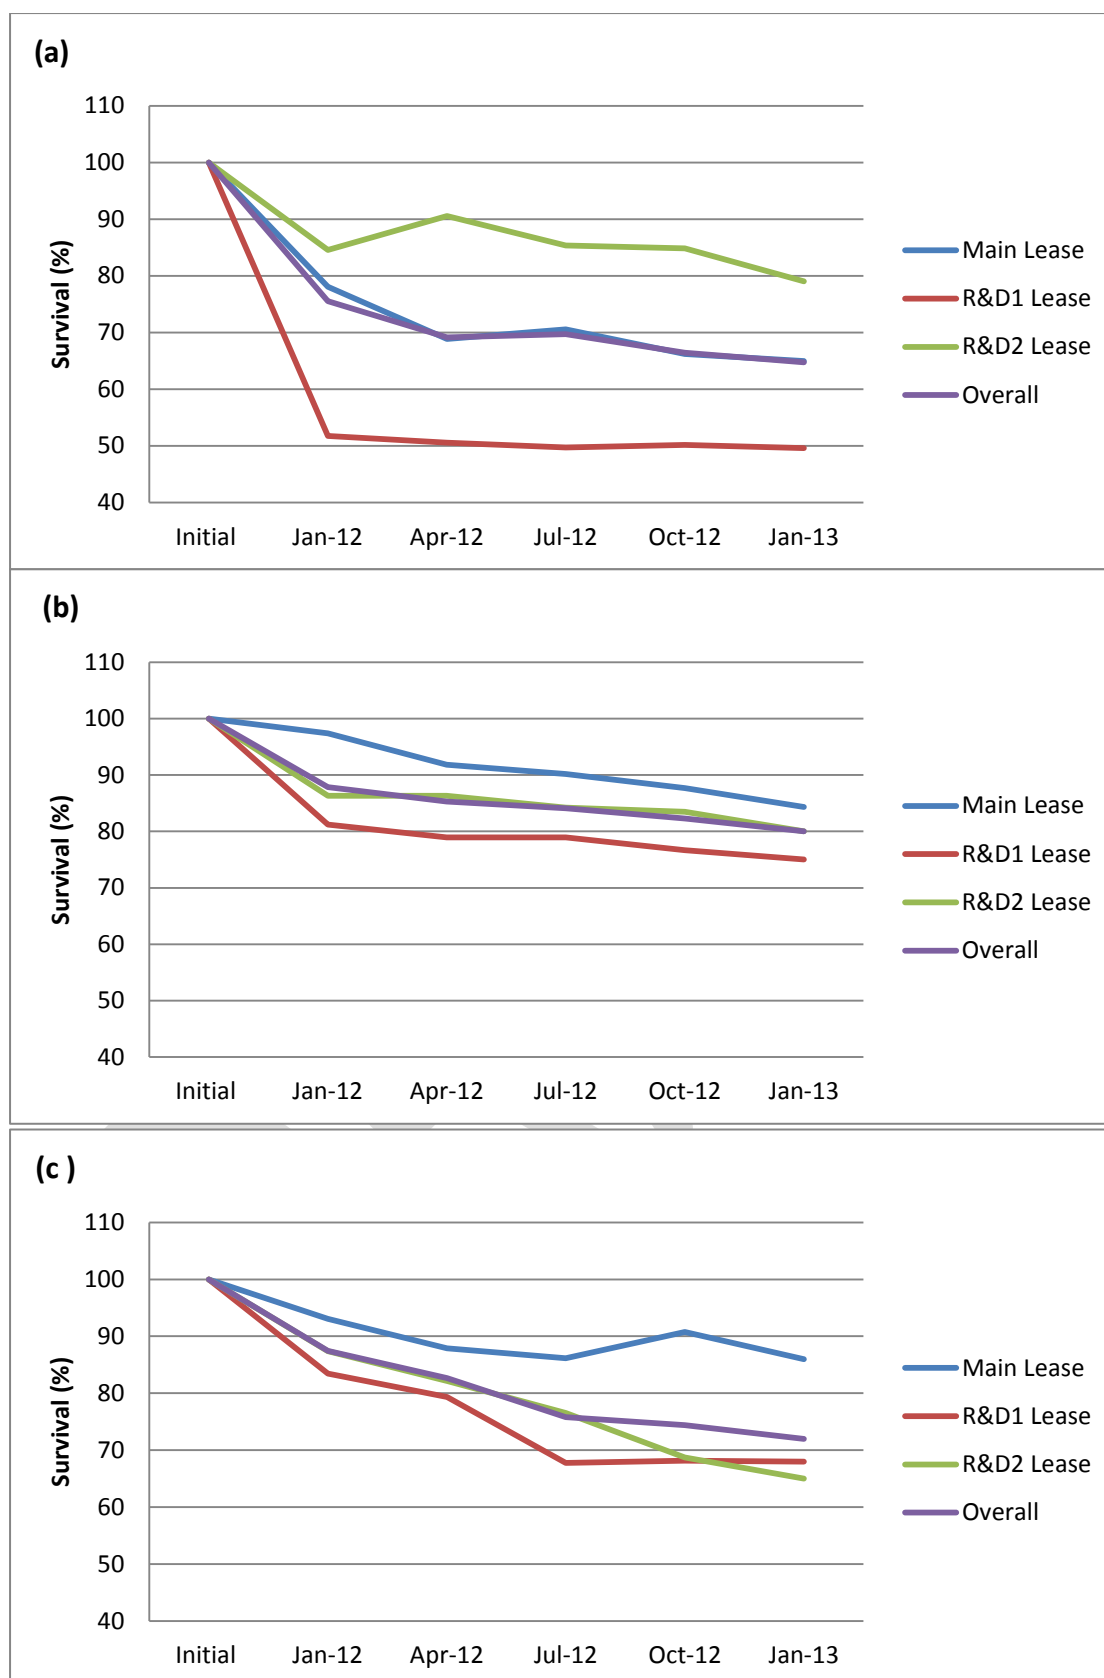 (a)
110
100
90
80
70
60
50
40
Survival (%)
Initial Jan-12 Apr-12 Jul-12 Oct-12 Jan-13
Main Lease
R&D1 Lease
R&D2 Lease
Overall
(b)
110
100
90
80
70
60
50
40
Survival (%)
Initial Jan-12 Apr-12 Jul-12 Oct-12 Jan-13
Main Lease
R&D1 Lease
R&D2 Lease
Overall
(c )
110
100
90
80
70
60
50
40
Survival (%)
Initial Jan-12 Apr-12 Jul-12 Oct-12 Jan-13
Main Lease
R&D1 Lease
R&D2 Lease
Overall